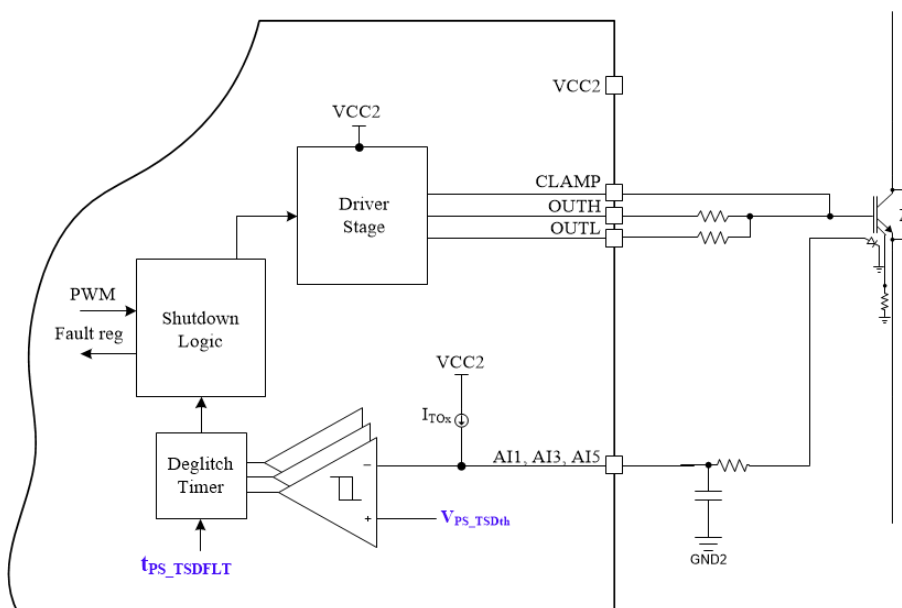 VCC2
VCC2
CLAMP
Driver
Stage
OUTH
OUTL
PWM
Shutdown
Logic
Fault reg
VCC2
ITOx
AI1, AI3, AI5
Deglitch
Timer
−
+
VPS_TSDth
tPS_TSDFLT
GND2